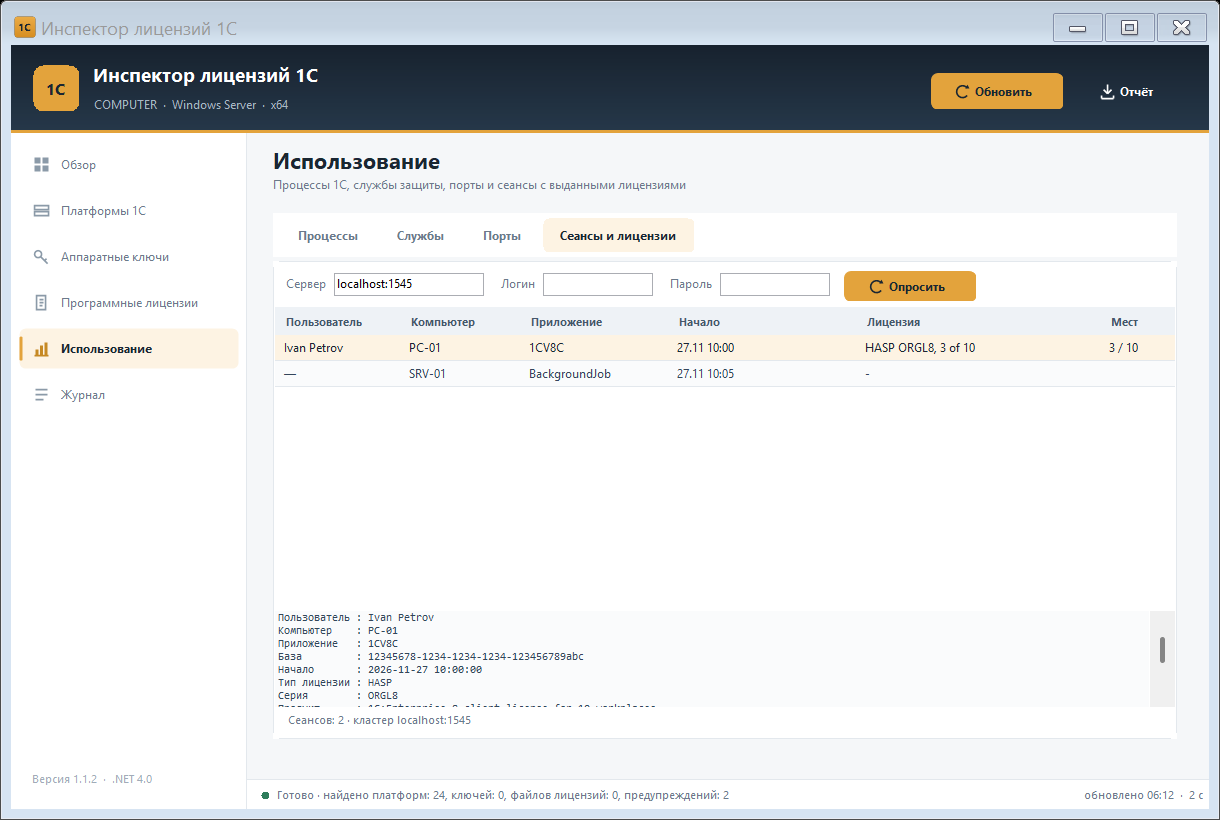 1C Инспектор лицензий 1С
1C
Инспектор лицензий 1С
COMPUTER · Windows Server · x64
Обновить
Отчёт
Обзор
Платформы 1С
Аппаратные ключи
Программные лицензии
Использование
Журнал
Версия 1.1.2 · .NET 4.0
Использование
Процессы 1С, службы защиты, порты и сеансы с выданными лицензиями
Процессы Службы Порты Сеансы и лицензии
Сервер localhost:1545 Логин Пароль Опросить
Пользователь Компьютер Приложение Начало Лицензия Мест
Ivan Petrov PC-01 1CV8C 27.11 10:00 HASP ORGL8, 3 of 10 3 / 10
— SRV-01 BackgroundJob 27.11 10:05 -
Пользователь : Ivan Petrov
Компьютер : PC-01
Приложение : 1CV8C
База : 12345678-1234-1234-1234-123456789abc
Начало : 2026-11-27 10:00:00
Тип лицензии : HASP
Серия : ORGL8
Сеансов: 2 · кластер localhost:1545
Готово · найдено платформ: 24, ключей: 0, файлов лицензий: 0, предупреждений: 2
обновлено 06:12 · 2 с